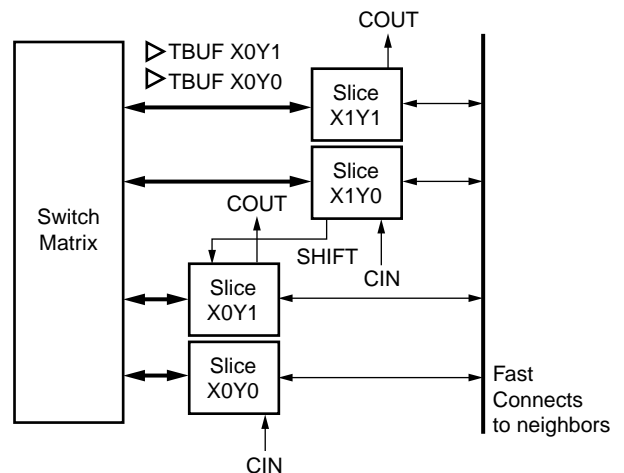 COUT
TBUF X0Y1
TBUF X0Y0
Slice
X1Y1
Slice
X1Y0
Switch
Matrix
COUT
SHIFT
CIN
Slice
X0Y1
Slice
X0Y0
Fast
Connects
to neighbors
CIN